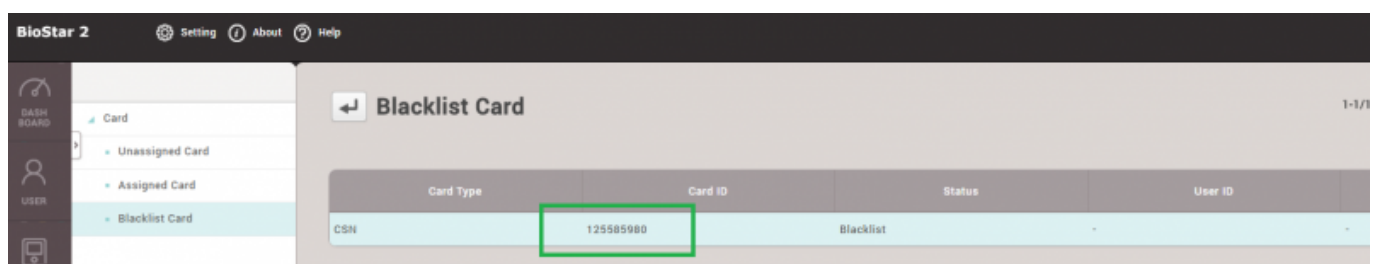 BioStar 2 Setting About Help
DASH
BOARD
USER
Card
Unassigned Card
Assigned Card
Blacklist Card
Blacklist Card
1-1/1
Card Type Card ID Status User ID
CSN 125585980 Blacklist - -